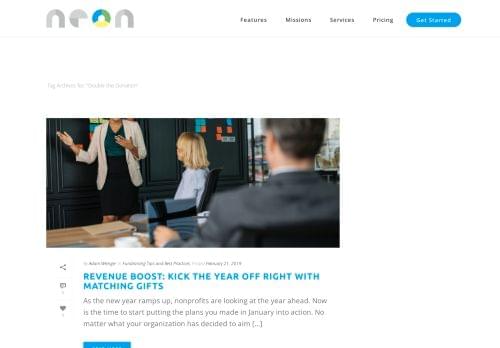 neon
Features Missions Services Pricing Get Started
Tag Archives for: "Double the Donation"
by Adam Weinger in Fundraising Tips and Best Practices. Posted February 21, 2019
REVENUE BOOST: KICK THE YEAR OFF RIGHT WITH
MATCHING GIFTS
As the new year ramps up, nonprofits are looking at the year ahead. Now
is the time to start putting the plans you made in January into action. No
matter what your organization has decided to aim [...]